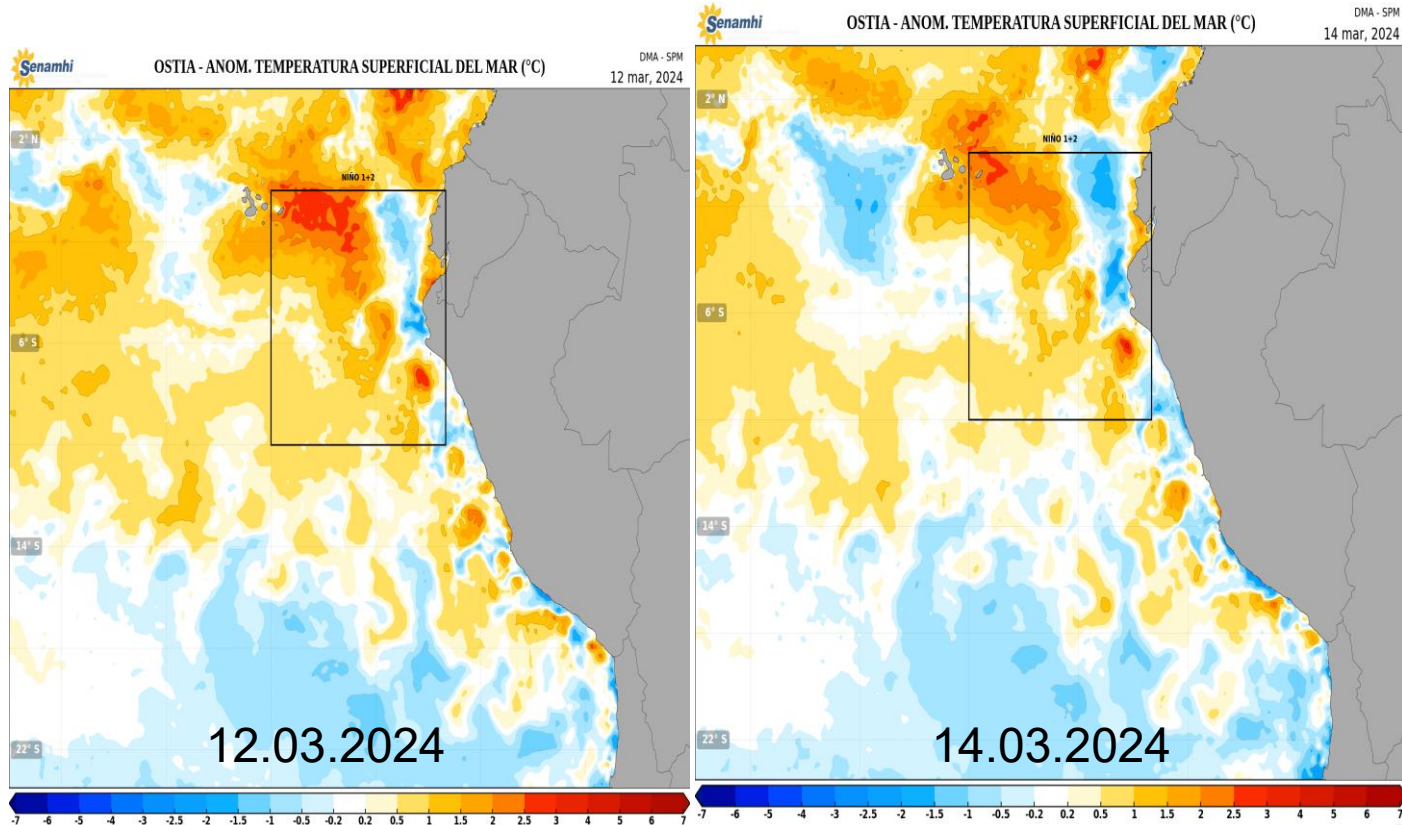 Senamhi
OSTIA - ANOM. TEMPERATURA SUPERFICIAL DEL MAR (°C)
DMA - SPM
12 mar, 2024
2° N
NIÑO 1+2
6° S
14° S
22° S
12.03.2024
-7 -6 -5 -4 -3 -2.5 -2 -1.5 -1 -0.5 -0.2 0.2 0.5 1 1.5 2 2.5 3 4 5 6 7
Senamhi
OSTIA - ANOM. TEMPERATURA SUPERFICIAL DEL MAR (°C)
DMA - SPM
14 mar, 2024
2° N
NIÑO 1+2
6° S
14° S
22° S
14.03.2024
-7 -6 -5 -4 -3 -2.5 -2 -1.5 -1 -0.5 -0.2 0.2 0.5 1 1.5 2 2.5 3 4 5 6 7